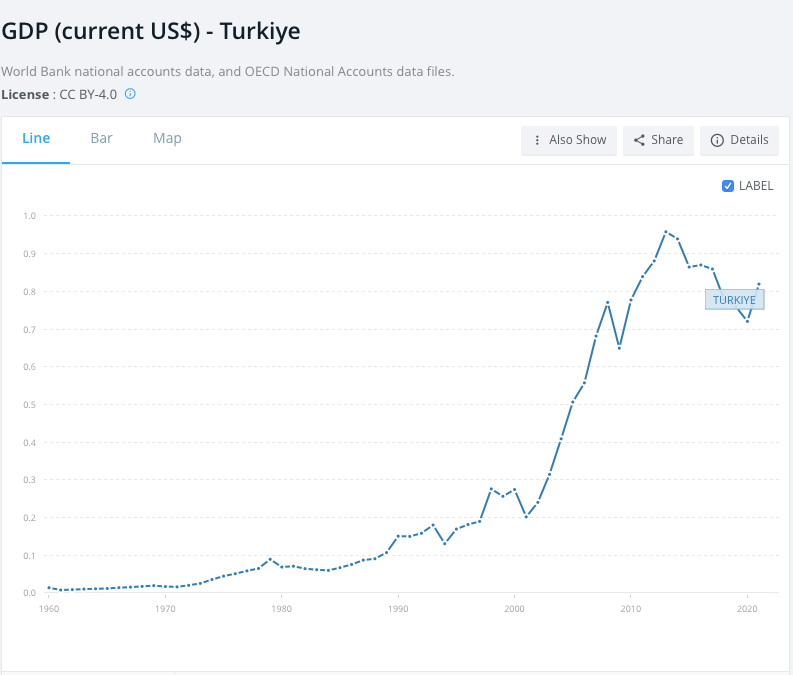 GDP (current US$) - Turkiye
World Bank national accounts data, and OECD National Accounts data files.
License : CC BY-4.0
Line Bar Map Also Show Share Details
LABEL
1.0
0.9
0.8
TÜRKIYE
0.7
0.6
0.5
0.4
0.3
0.2
0.1
0.0
1960 1970 1980 1990 2000 2010 2020